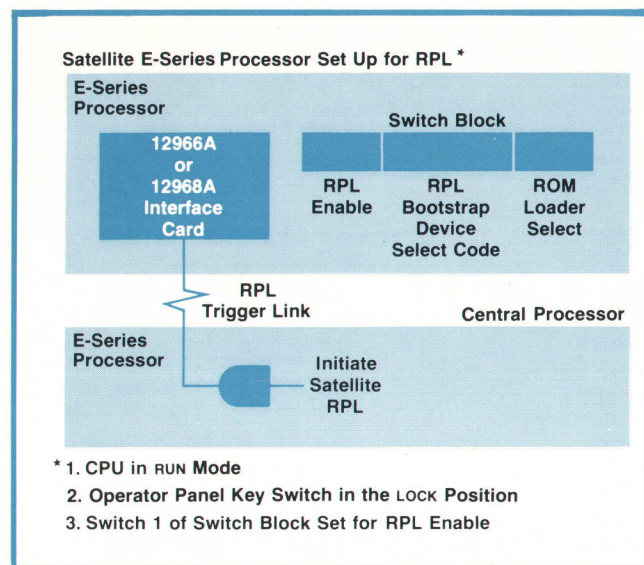 Satellite E-Series Processor Set Up for RPL *
E-Series
Processor
12966A
or
12968A
Interface
Card
Switch Block
RPL
Enable
RPL
Bootstrap
Device
Select Code
ROM
Loader
Select
RPL
Trigger Link
Central Processor
E-Series
Processor
Initiate
Satellite
RPL
* 1. CPU in RUN Mode
2. Operator Panel Key Switch in the LOCK Position
3. Switch 1 of Switch Block Set for RPL Enable